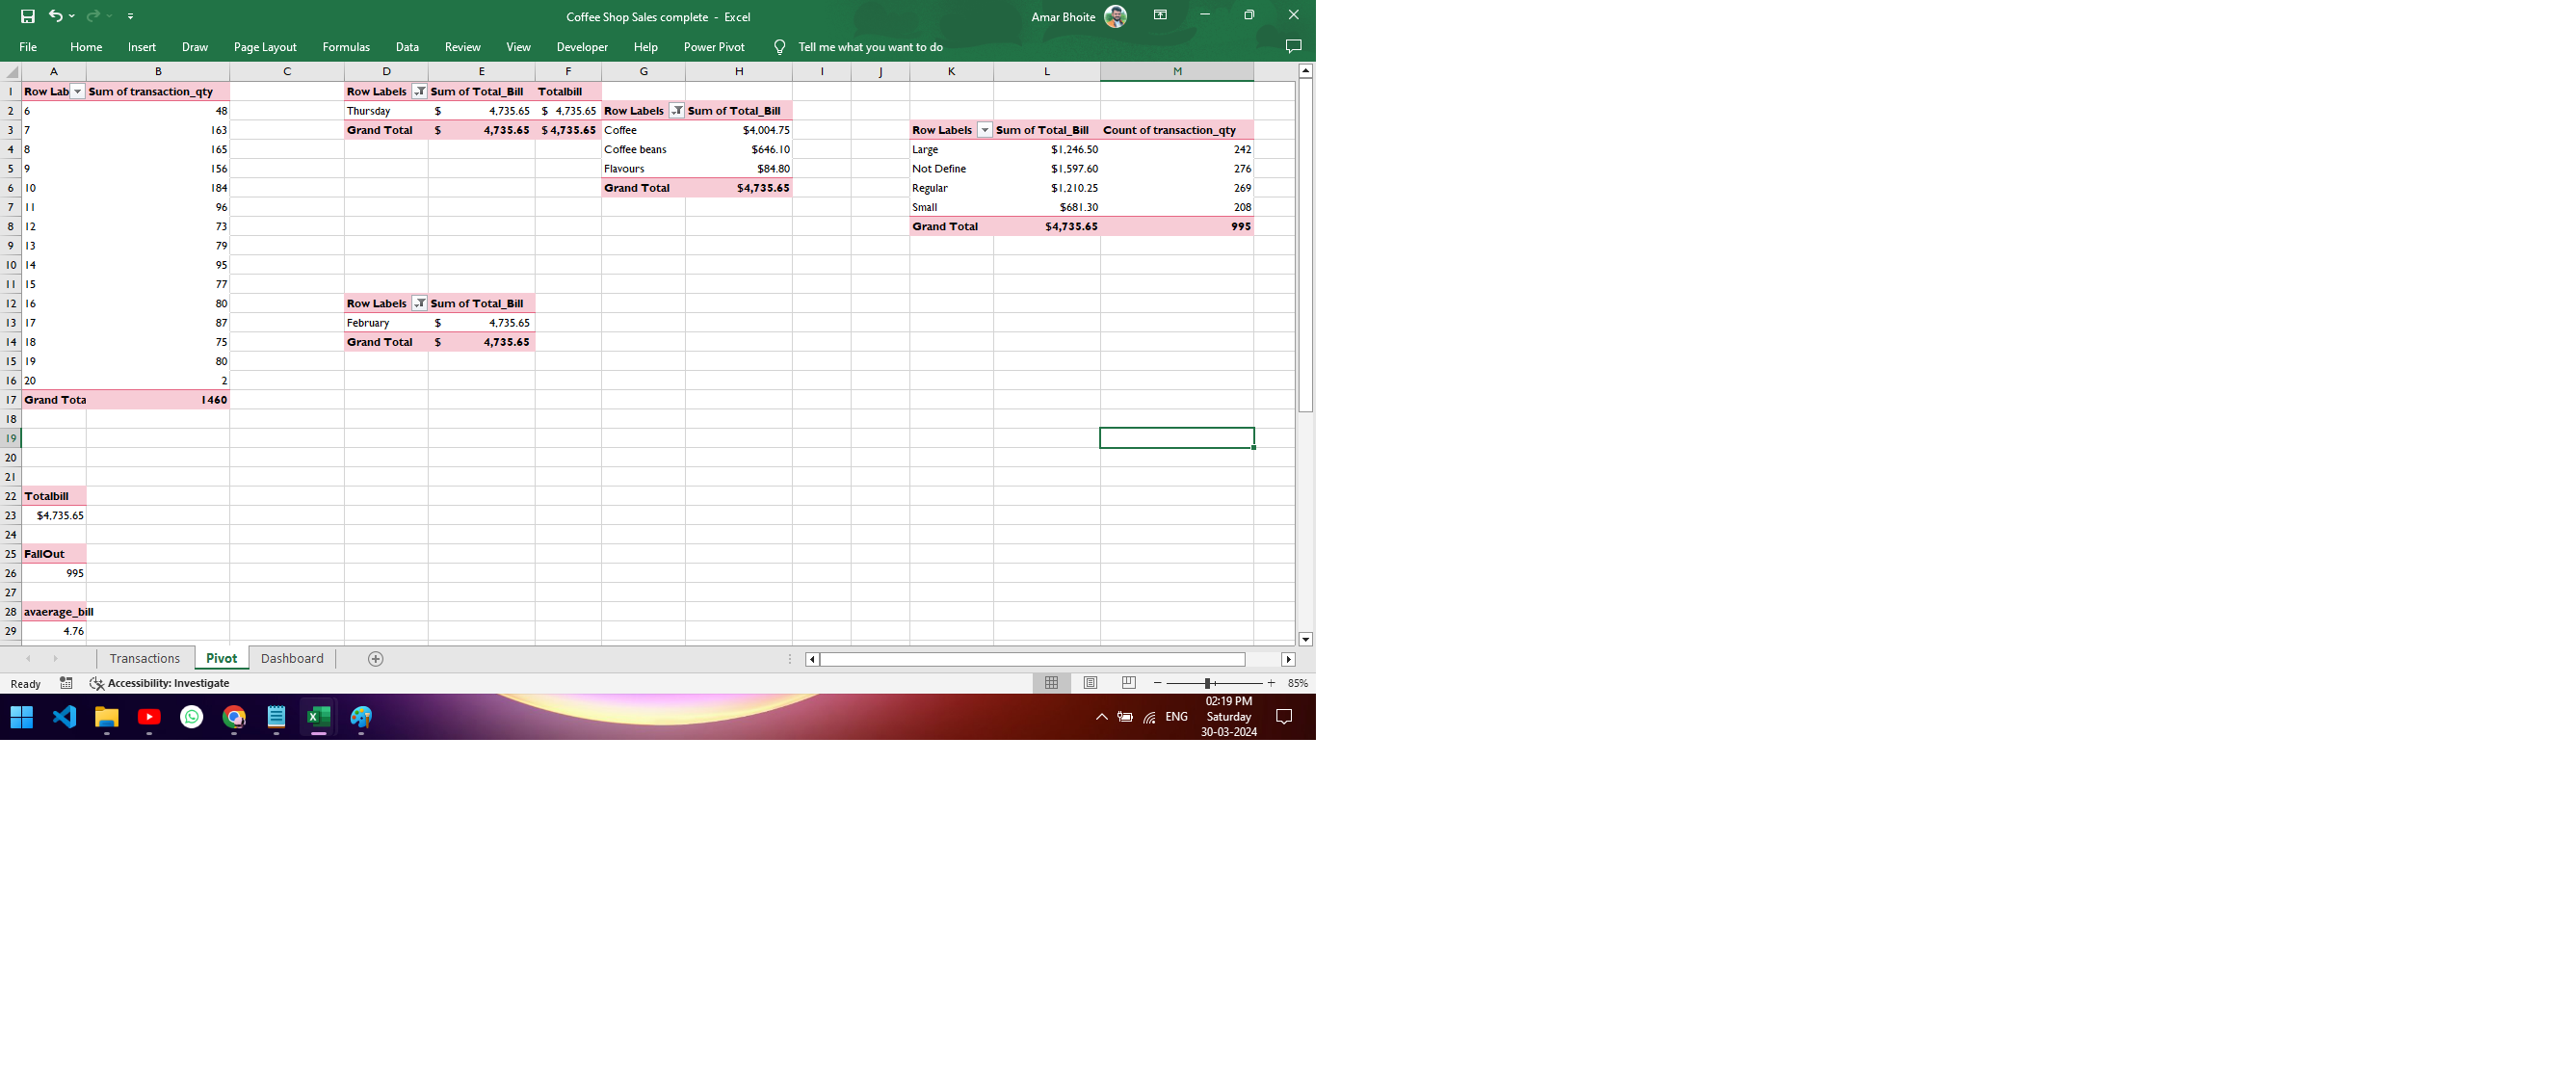 Coffee Shop Sales complete - Excel
Amar Bhoite
File Home Insert Draw Page Layout Formulas Data Review View Developer Help Power Pivot Tell me what you want to do
A B C D E F G H I J K L M
1 Row Lab Sum of transaction_qty Row Labels Sum of Total_Bill Totalbill
2 6 48 Thursday $ 4,735.65 $ 4,735.65 Row Labels Sum of Total_Bill
3 7 163 Grand Total $ 4,735.65 $ 4,735.65 Coffee $4,004.75 Row Labels Sum of Total_Bill Count of transaction_qty
4 8 165 Coffee beans $646.10 Large $1,246.50 242
5 9 156 Flavours $84.80 Not Define $1,597.60 276
6 10 184 Grand Total $4,735.65 Regular $1,210.25 269
7 11 96 Small $681.30 208
8 12 73 Grand Total $4,735.65 995
9 13 79
10 14 95
11 15 77
12 16 80 Row Labels Sum of Total_Bill
13 17 87 February $ 4,735.65
14 18 75 Grand Total $ 4,735.65
15 19 80
16 20 2
17 Grand Tota 1460
18
19
20
21
22 Totalbill
23 $4,735.65
24
25 FallOut
26 995
27
28 avaerage_bill
29 4.76
Transactions Pivot Dashboard
Ready Accessibility: Investigate 85%
ENG
02:19 PM
Saturday
30-03-2024